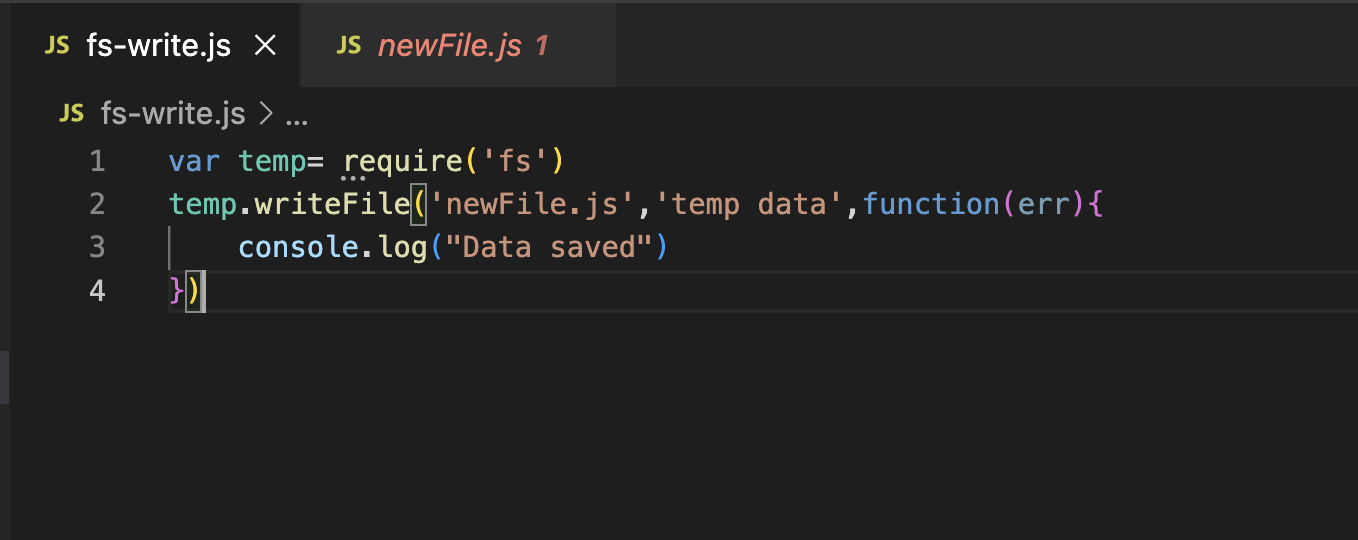 JS fs-write.js × JS newFile.js 1
JS fs-write.js > ...
1 var temp= require('fs')
2 temp.writeFile('newFile.js','temp data',function(err){
3     console.log("Data saved")
4 })